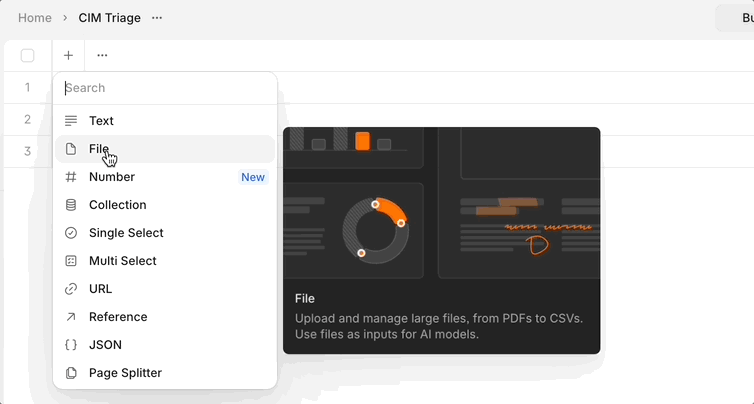 Home › CIM Triage ···
Bu
+ ···
Search
1
2
3
Text
File
Number New
Collection
Single Select
Multi Select
URL
Reference
JSON
Page Splitter
File
Upload and manage large files, from PDFs to CSVs.
Use files as inputs for AI models.